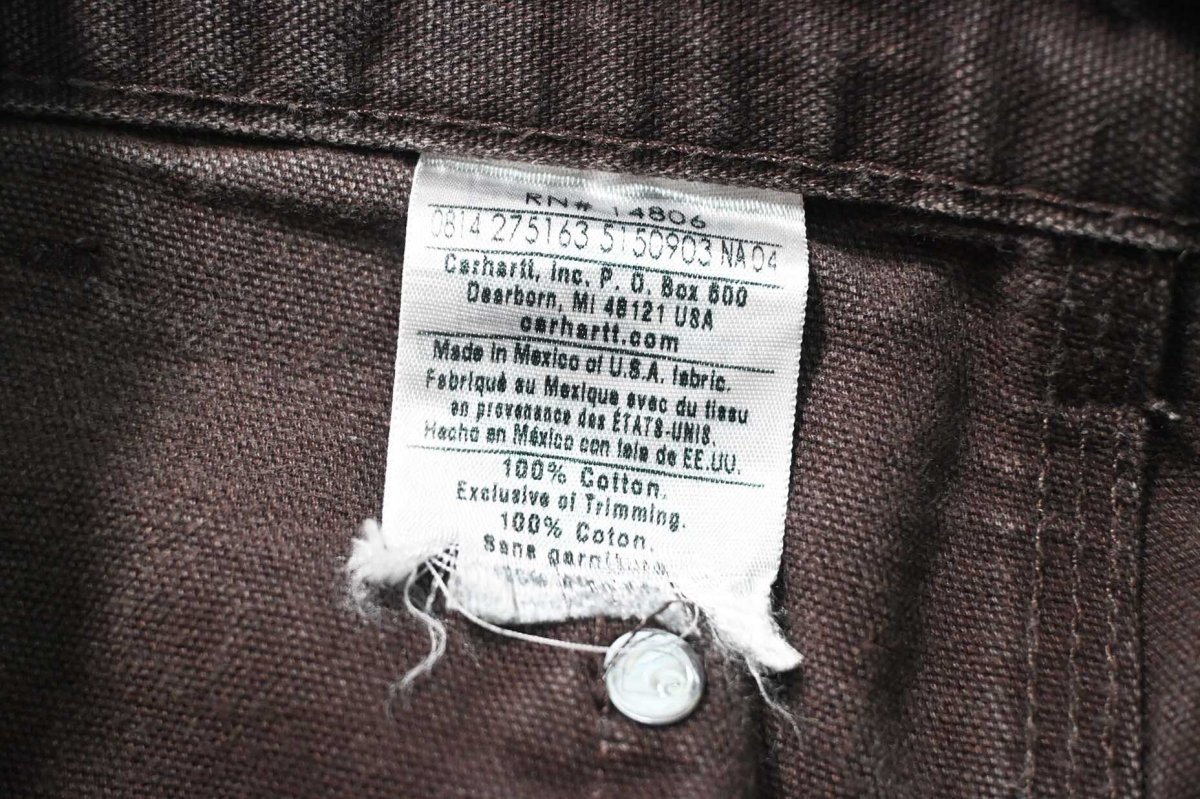 RN# 14806
0814 275163 5150903 NA04
Carhartt, Inc. P. O. Box 600
Dearborn, MI 48121 USA
carhartt.com
Made in Mexico of U.S.A. fabric.
Fabriqué au Mexique avec du tissu
en provenance des ÉTATS-UNIS.
Hecho en México con tela de EE.UU.
100% Cotton.
Exclusive of Trimming.
100% Coton.
Sans garniture